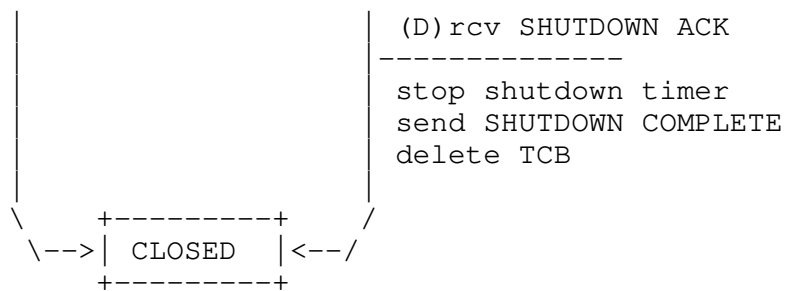 (D)rcv SHUTDOWN ACK
--------------
stop shutdown timer
send SHUTDOWN COMPLETE
delete TCB
CLOSED